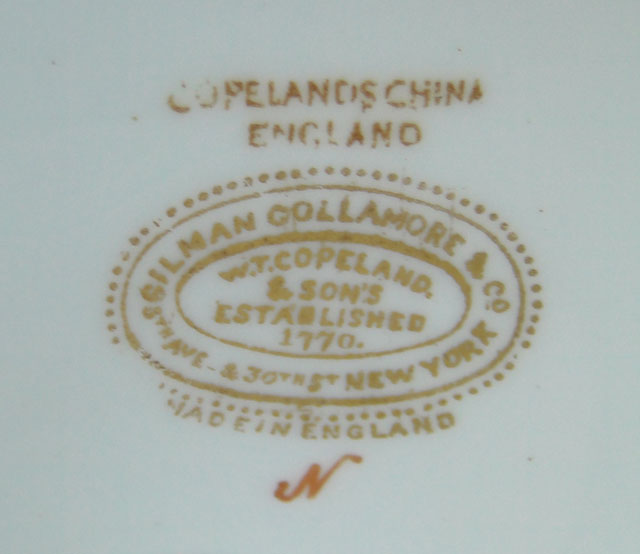 COPELANDS CHINA
ENGLAND
GILMAN COLLAMORE & CO
5TH AVE - & 30TH ST NEW YORK
W.T. COPELAND.
& SON'S
ESTABLISHED
1770.
MADE IN ENGLAND
N